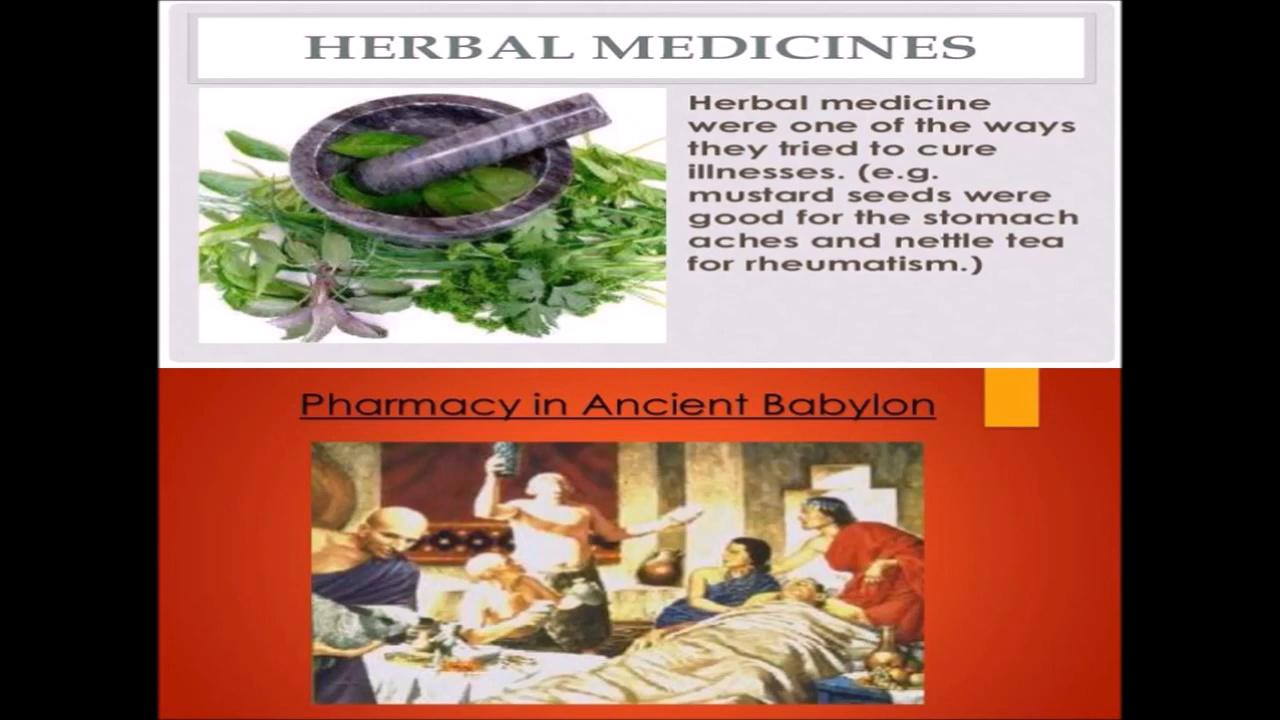 HERBAL MEDICINES
Herbal medicine
were one of the ways
they tried to cure
illnesses. (e.g.
mustard seeds were
good for the stomach
aches and nettle tea
for rheumatism.)
Pharmacy in Ancient Babylon